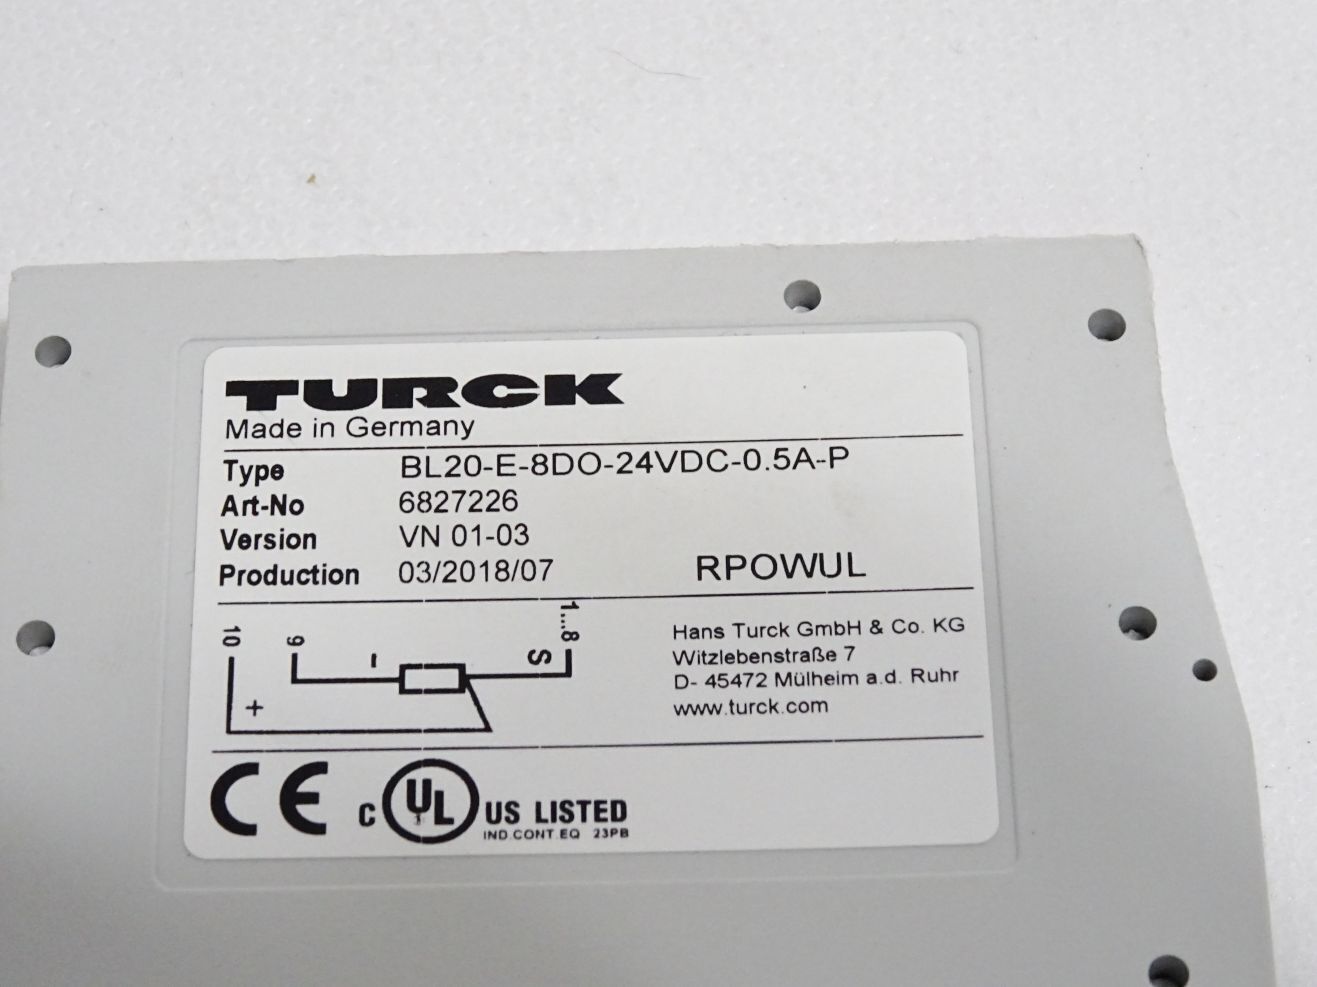 TURCK
Made in Germany
Type BL20-E-8DO-24VDC-0.5A-P
Art-No 6827226
Version VN 01-03
Production 03/2018/07 RPOWUL
10 9 - 1...8
S
+
Hans Turck GmbH & Co. KG
Witzlebenstraße 7
D- 45472 Mülheim a.d. Ruhr
www.turck.com
CE C UL US LISTED
IND.CONT.EQ 23PB